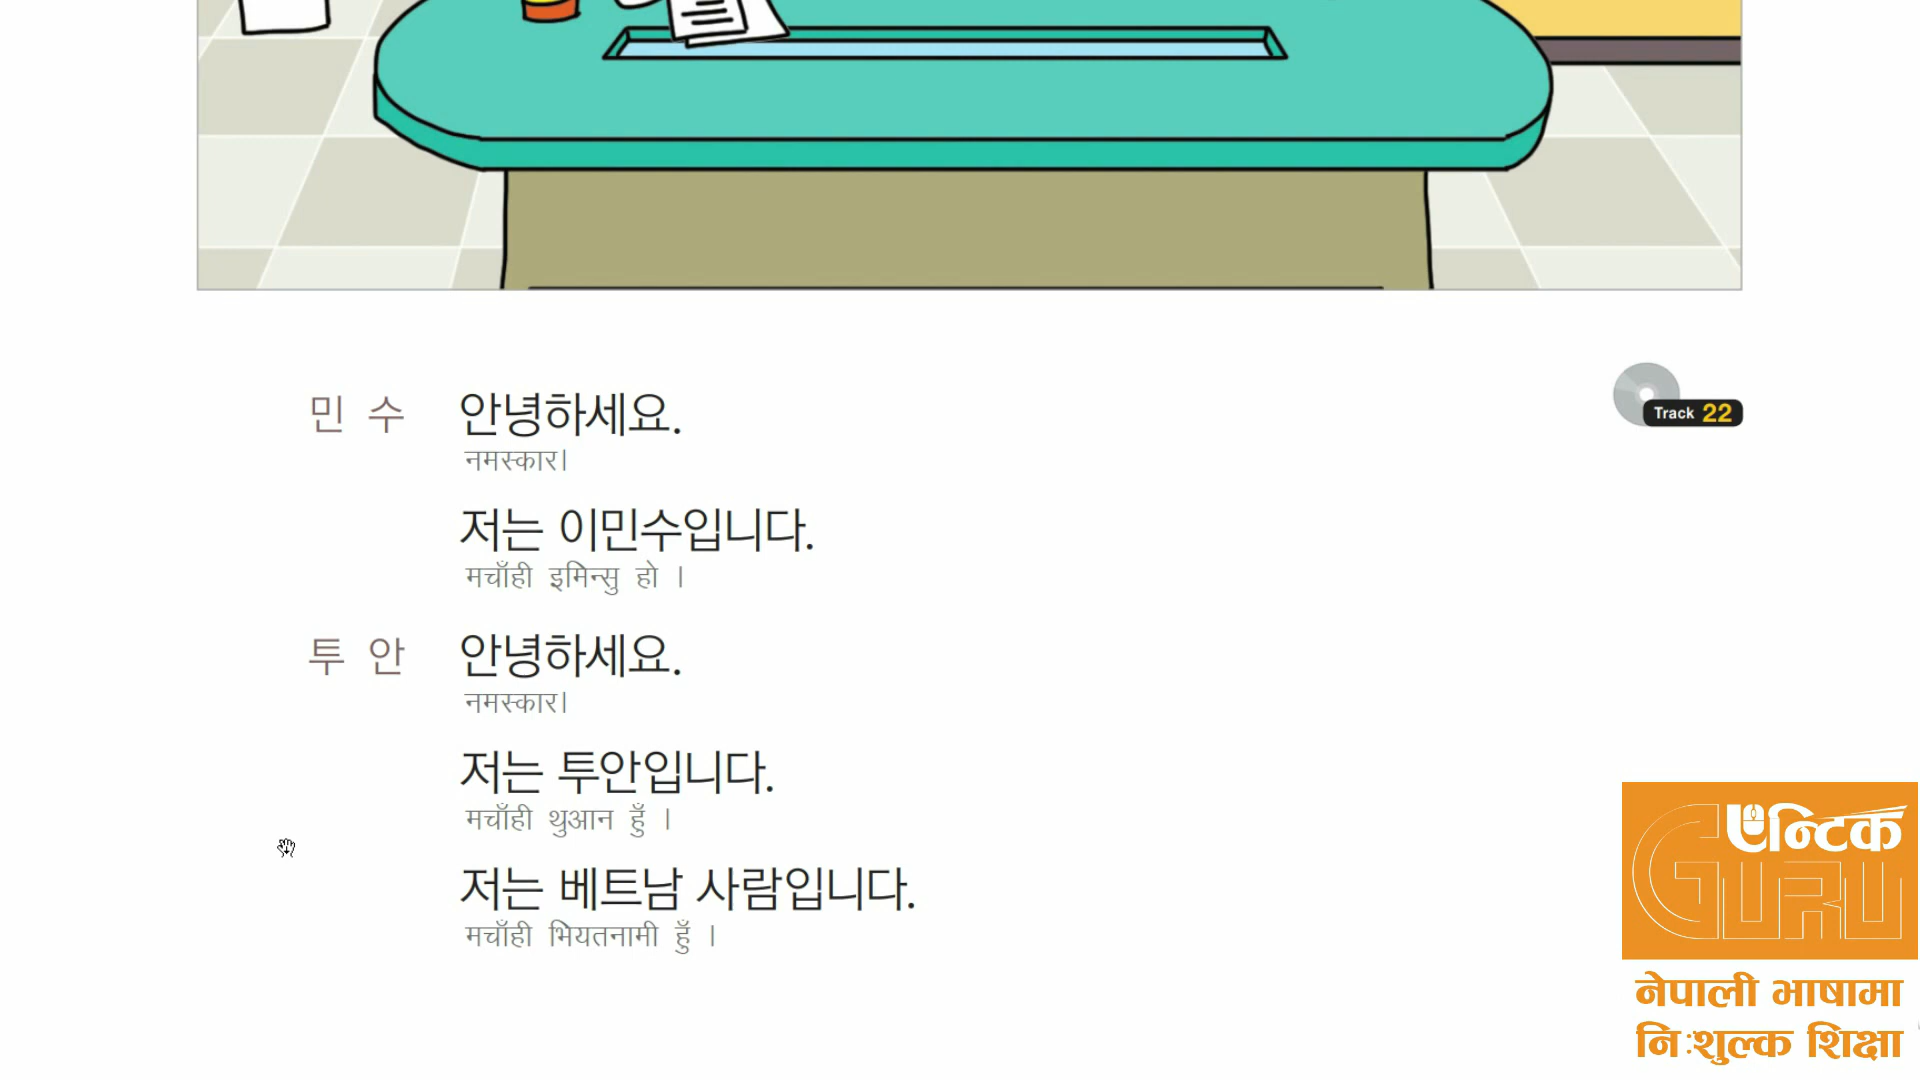 민 수 안녕하세요.
नमस्कार।
저는 이민수입니다.
मचाँही इमिन्सु हो ।
투 안 안녕하세요.
नमस्कार।
저는 투안입니다.
मचाँही थुआन हुँ ।
저는 베트남 사람입니다.
मचाँही भियतनामी हुँ ।
Track 22
एन्टिक
GURU
नेपाली भाषामा
नि:शुल्क शिक्षा